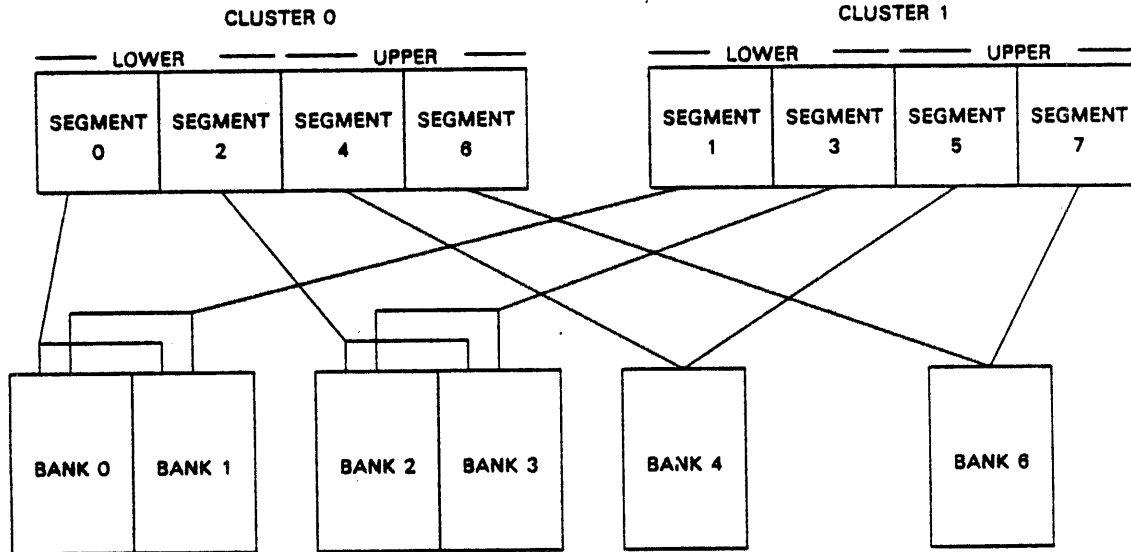 CLUSTER 0
CLUSTER 1
LOWER UPPER
LOWER UPPER
SEGMENT 0
SEGMENT 2
SEGMENT 4
SEGMENT 6
SEGMENT 1
SEGMENT 3
SEGMENT 5
SEGMENT 7
BANK 0
BANK 1
BANK 2
BANK 3
BANK 4
BANK 6